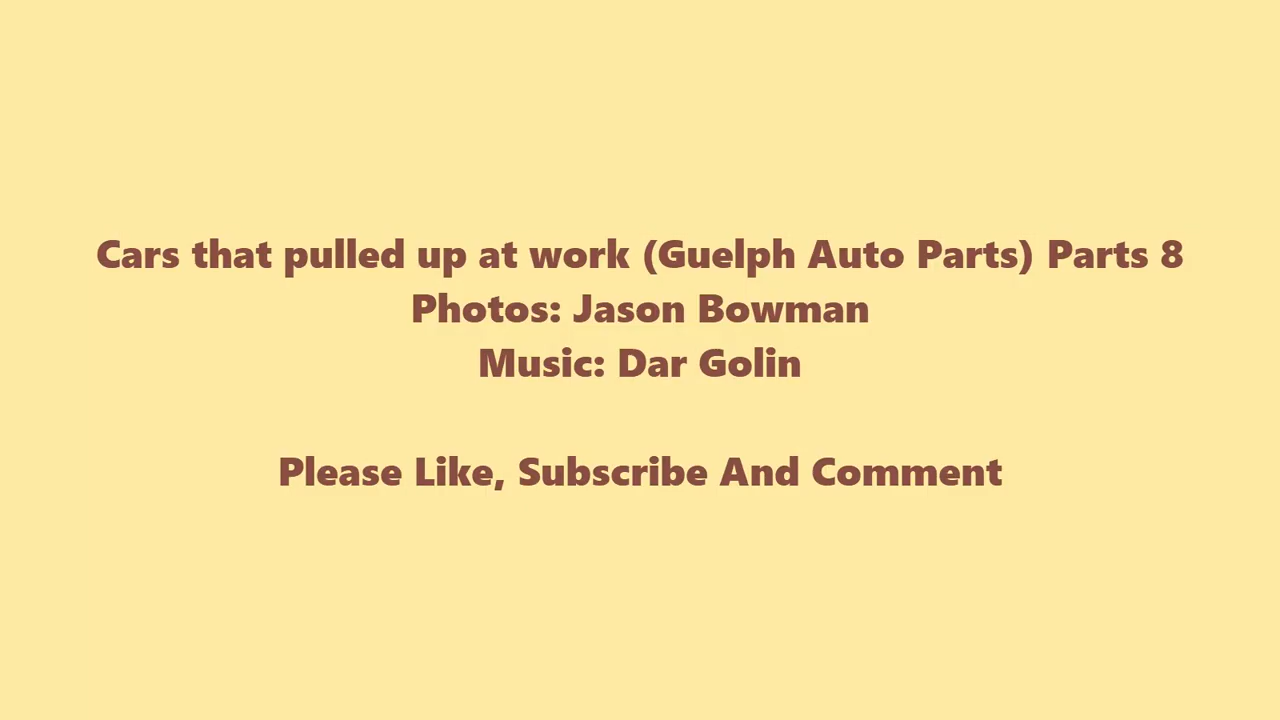 Cars that pulled up at work (Guelph Auto Parts) Parts 8
Photos: Jason Bowman
Music: Dar Golin
Please Like, Subscribe And Comment